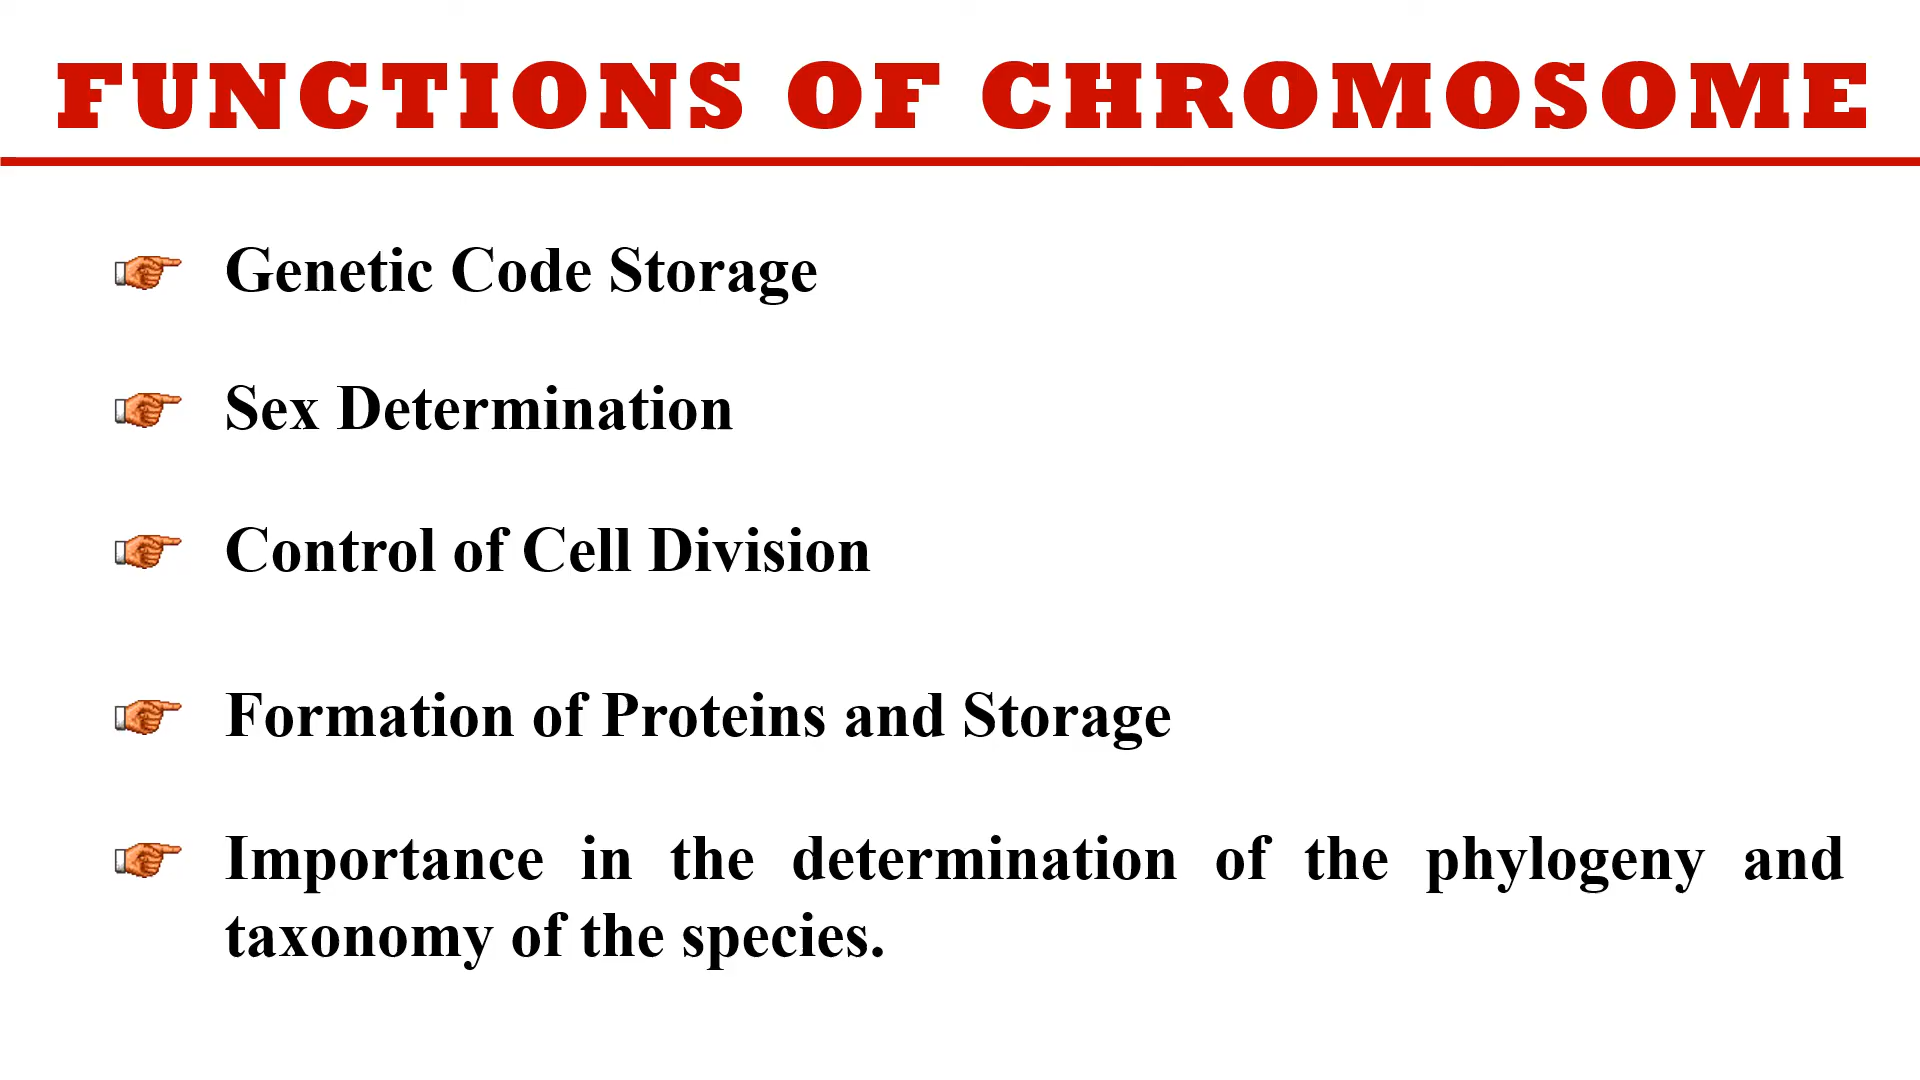 FUNCTIONS OF CHROMOSOME
Genetic Code Storage
Sex Determination
Control of Cell Division
Formation of Proteins and Storage
Importance in the determination of the phylogeny and
taxonomy of the species.